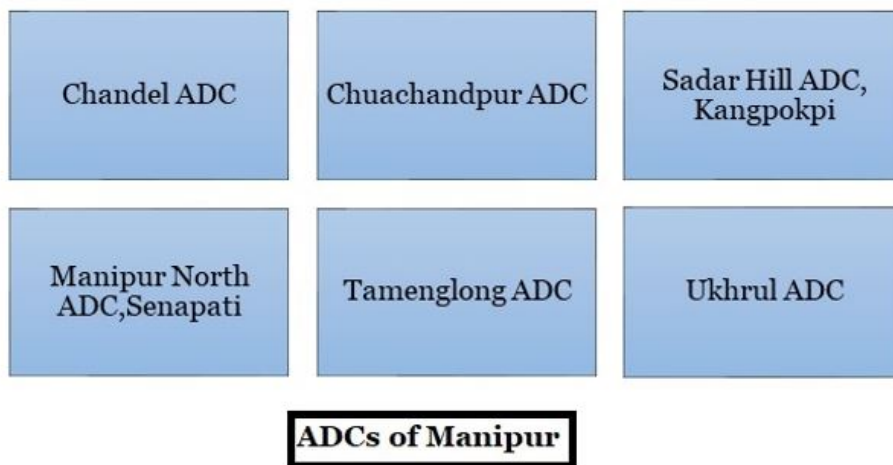 Chandel ADC
Chuachandpur ADC
Sadar Hill ADC,
Kangpokpi
Manipur North
ADC,Senapati
Tamenglong ADC
Ukhrul ADC
ADCs of Manipur